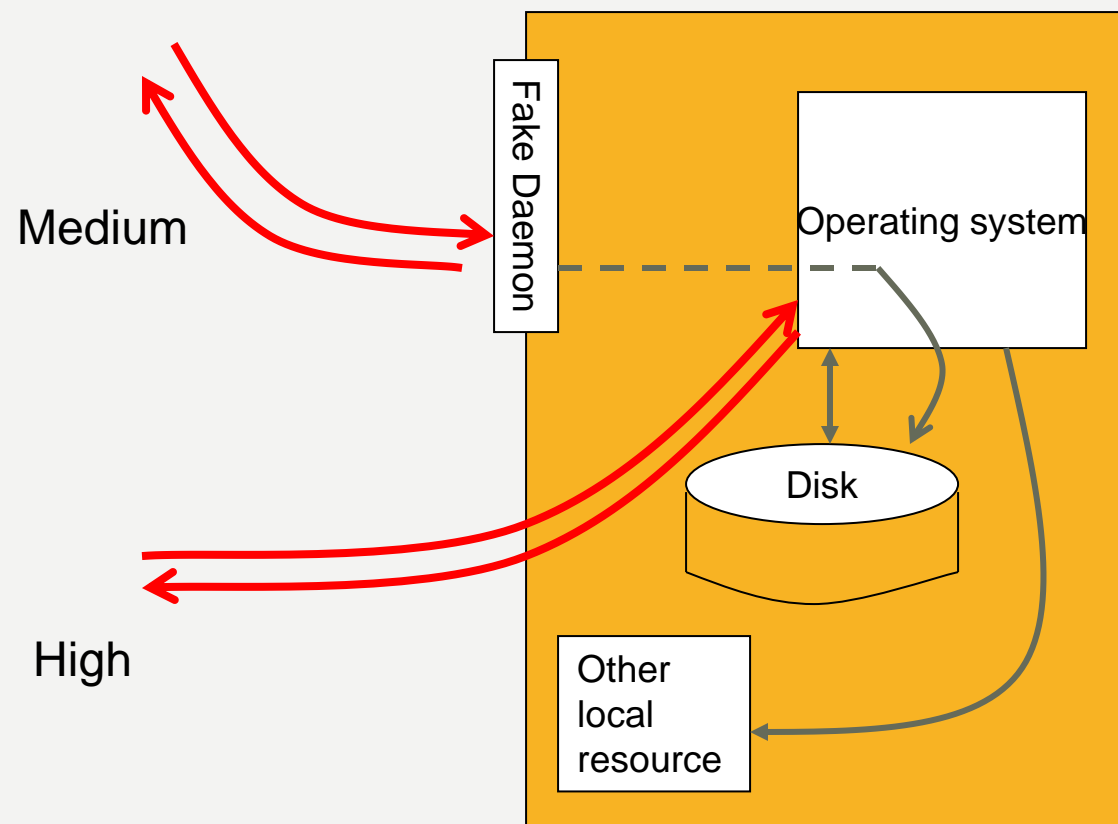 Fake Daemon
Medium
Operating system
Disk
High
Other
local
resource